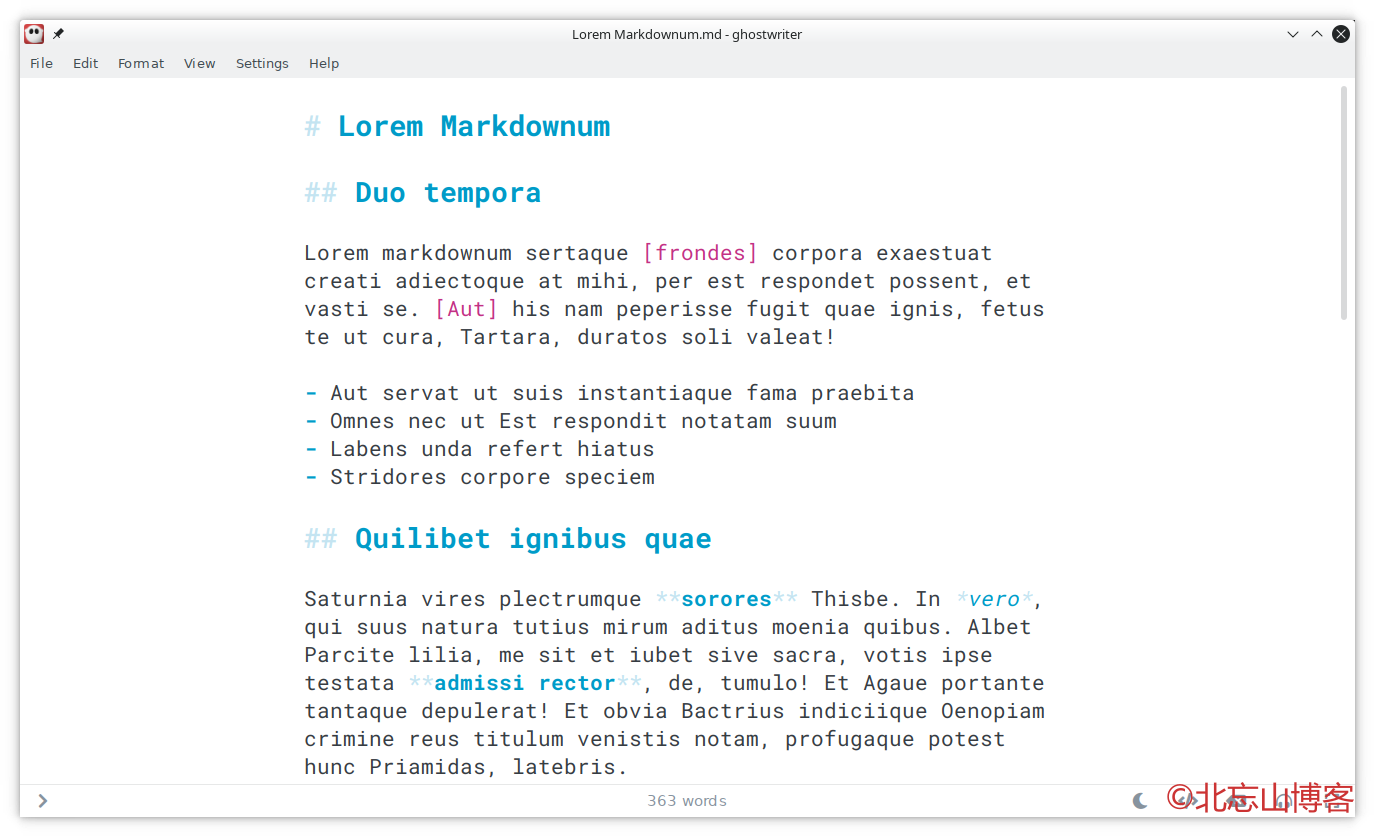 Lorem Markdownum.md - ghostwriter
File Edit Format View Settings Help
# Lorem Markdownum
## Duo tempora
Lorem markdownum sertaque [frondes] corpora exaestuat
creati adiectoque at mihi, per est respondet possent, et
vasti se. [Aut] his nam peperisse fugit quae ignis, fetus
te ut cura, Tartara, duratos soli valeat!
- Aut servat ut suis instantiaque fama praebita
- Omnes nec ut Est respondit notatam suum
- Labens unda refert hiatus
- Stridores corpore speciem
## Quilibet ignibus quae
Saturnia vires plectrumque **sorores** Thisbe. In *vero*,
qui suus natura tutius mirum aditus moenia quibus. Albet
Parcite lilia, me sit et iubet sive sacra, votis ipse
testata **admissi rector**, de, tumulo! Et Agaue portante
tantaque depulerat! Et obvia Bactrius indiciique Oenopiam
crimine reus titulum venistis notam, profugaque potest
hunc Priamidas, latebris.
363 words
©北忘山博客